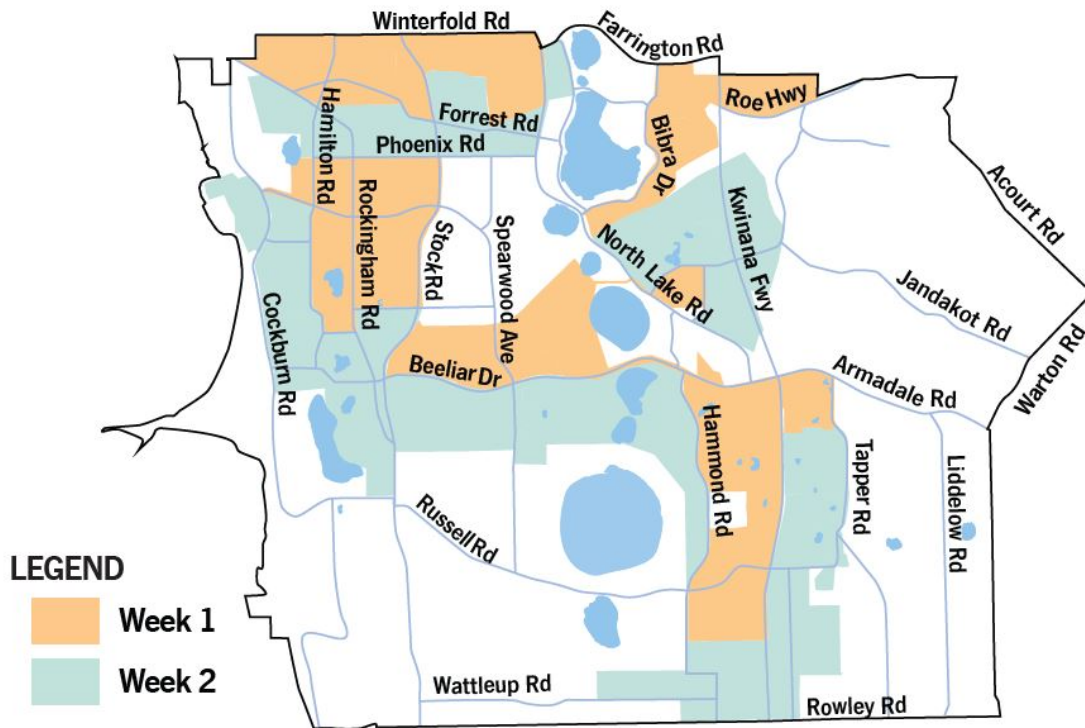 Winterfold Rd
Farrington Rd
Roe Hwy
Hamilton Rd
Forrest Rd
Phoenix Rd
Bibra Dr
Acourt Rd
Rockingham Rd
Stock Rd
Spearwood Ave
North Lake Rd
Kwinana Fwy
Jandakot Rd
Cockburn Rd
Beeliar Dr
Armadale Rd
Warton Rd
Hammond Rd
Tapper Rd
Liddelow Rd
Russell Rd
LEGEND
Week 1
Week 2
Wattleup Rd
Rowley Rd